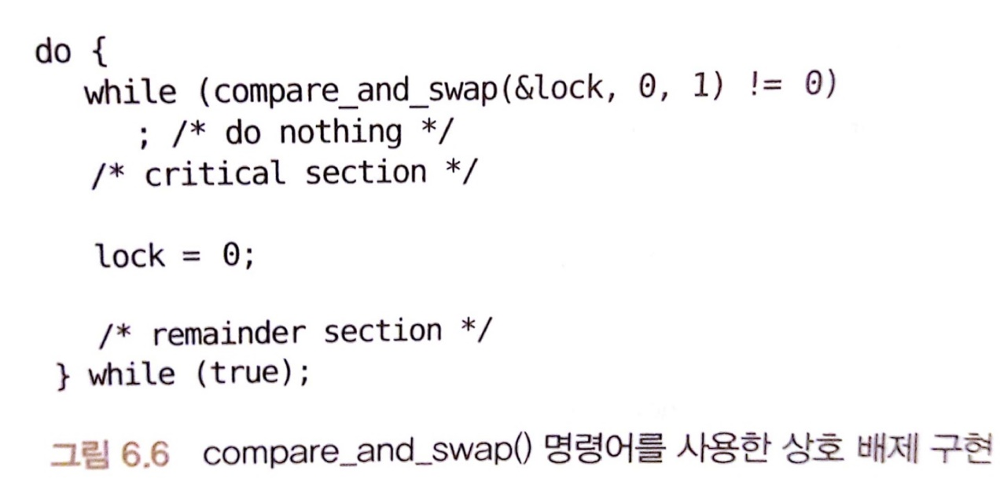 do {
while (compare_and_swap(&lock, 0, 1) != 0)
; /* do nothing */
/* critical section */
lock = 0;
/* remainder section */
} while (true);
그림 6.6 compare_and_swap() 명령어를 사용한 상호 배제 구현